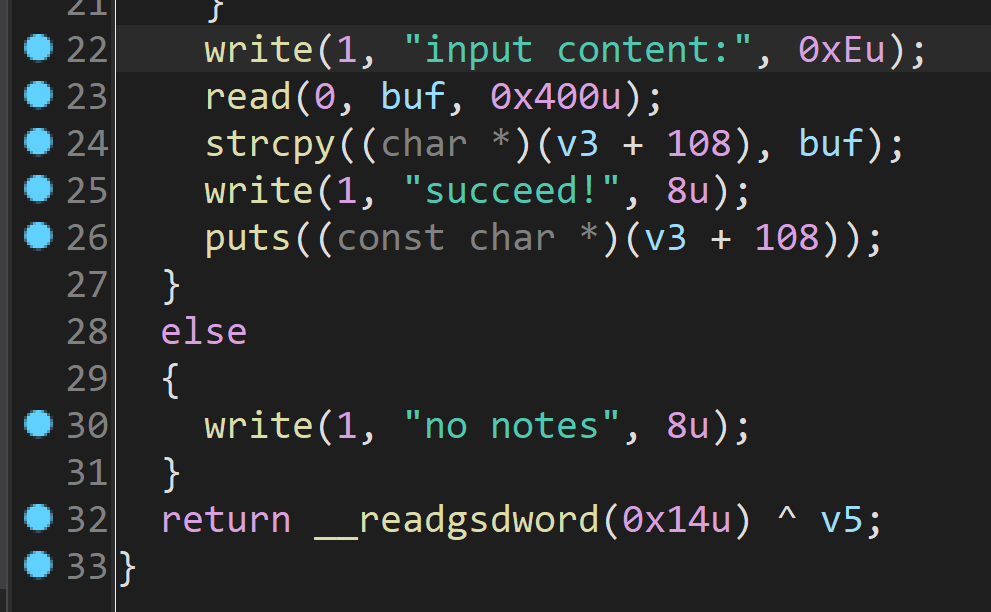 21 }
22 write(1, "input content:", 0xEu);
23 read(0, buf, 0x400u);
24 strcpy((char *)(v3 + 108), buf);
25 write(1, "succeed!", 8u);
26 puts((const char *)(v3 + 108));
27 }
28 else
29 {
30 write(1, "no notes", 8u);
31 }
32 return __readgsdword(0x14u) ^ v5;
33 }